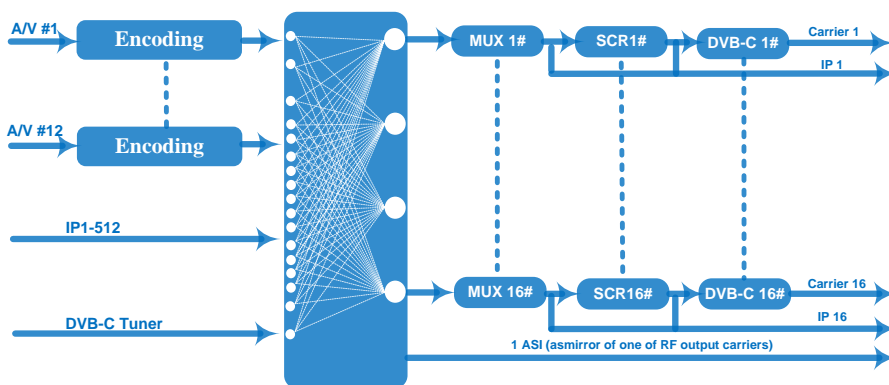 A/V #1
Encoding
MUX 1#
SCR1#
DVB-C 1#
Carrier 1
IP 1
A/V #12
Encoding
IP1-512
DVB-C Tuner
MUX 16#
SCR16#
DVB-C 16#
Carrier 16
IP 16
1 ASI (asmirror of one of RF output carriers)